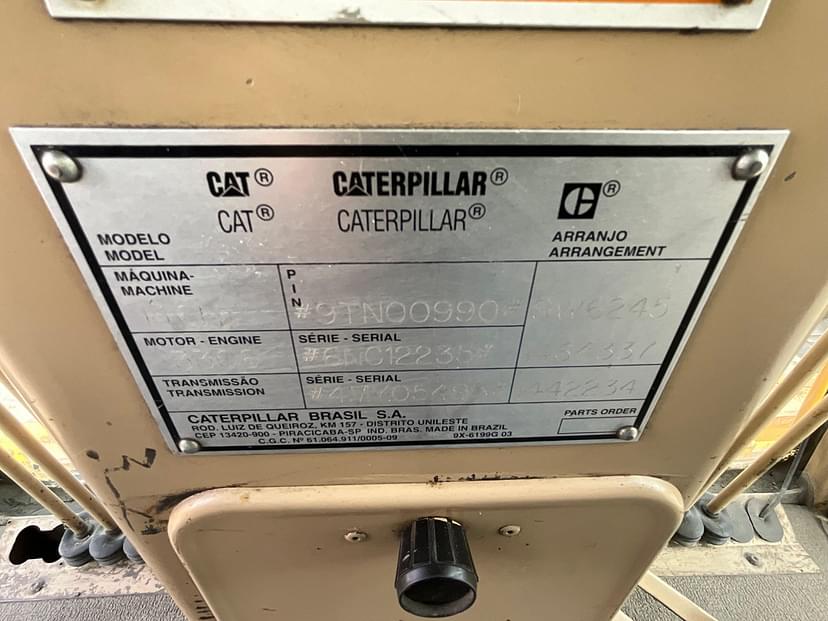 CAT® CATERPILLAR® C®
CAT® CATERPILLAR®
MODELO
MODEL
ARRANJO
ARRANGEMENT
MÁQUINA-
MACHINE
PIN
#9TN00990#
MOTOR - ENGINE
SÉRIE - SERIAL
#6NC12235#
TRANSMISSÃO
TRANSMISSION
SÉRIE - SERIAL
442234
CATERPILLAR BRASIL S.A.
PARTS ORDER
ROD. LUIZ DE QUEIROZ, KM 157 - DISTRITO UNILESTE
CEP 13420-900 - PIRACICABA-SP IND. BRAS. MADE IN BRAZIL
C.G.C. Nº 61.064.911/0005-09 9X-6199G 03